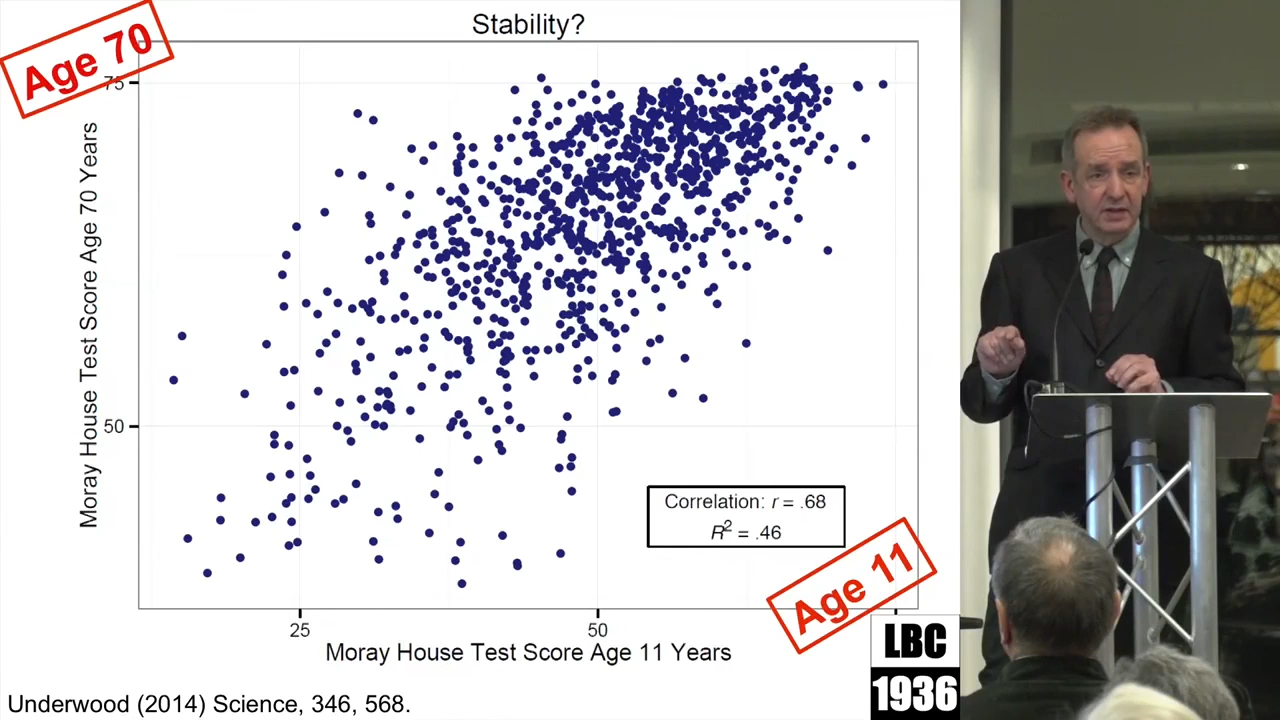 Stability?
Age 70
75
Moray House Test Score Age 70 Years
50
Correlation: r = .68
R² = .46
Age 11
25
50
Moray House Test Score Age 11 Years
LBC
1936
Underwood (2014) Science, 346, 568.